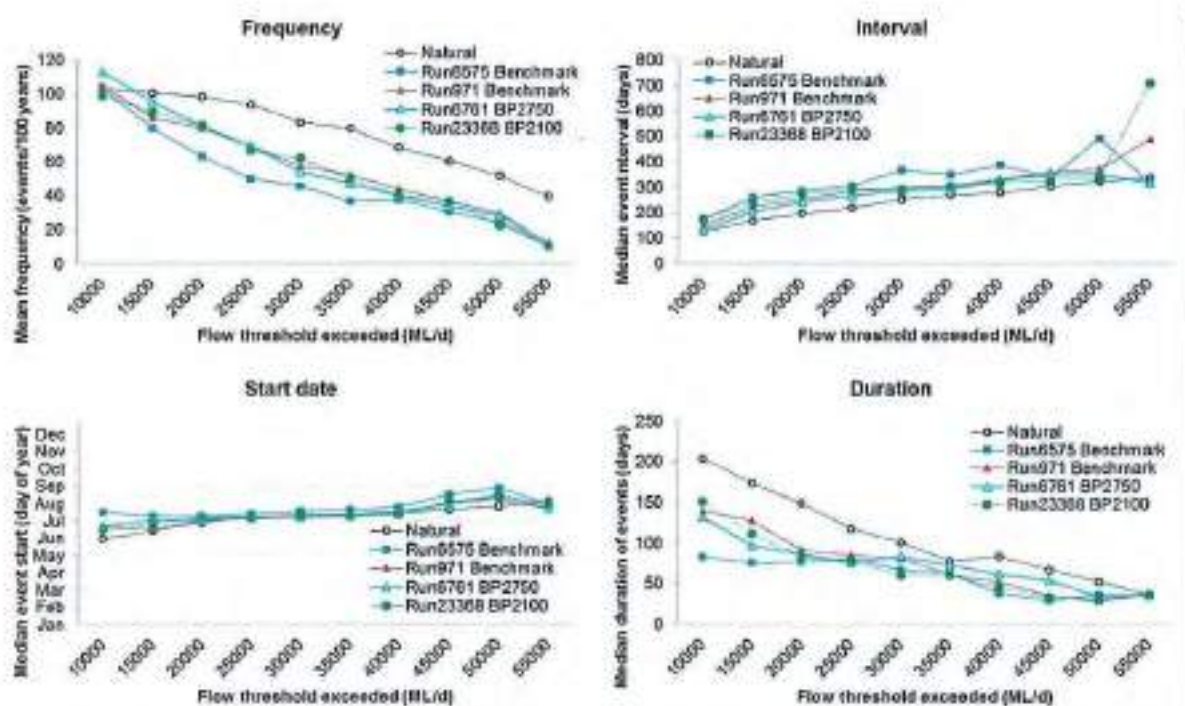 Frequency
Mean frequency (events/100 years)
120
100
80
60
40
20
0
Natural
Run6575 Benchmark
Run971 Benchmark
Run6761 BP2750
Run23368 BP2100
10000
15000
20000
25000
30000
35000
40000
45000
50000
55000
Flow threshold exceeded (ML/d)
Interval
Median event interval (days)
800
700
600
500
400
300
200
100
0
Natural
Run6575 Benchmark
Run971 Benchmark
Run6761 BP2750
Run23368 BP2100
10000
15000
20000
25000
30000
35000
40000
45000
50000
55000
Flow threshold exceeded (ML/d)
Start date
Median event start (day of year)
Dec
Nov
Oct
Sep
Aug
Jul
Jun
May
Apr
Mar
Feb
Jan
Natural
Run6575 Benchmark
Run971 Benchmark
Run6761 BP2750
Run23368 BP2100
10000
15000
20000
25000
30000
35000
40000
45000
50000
55000
Flow threshold exceeded (ML/d)
Duration
Median duration of events (days)
250
200
150
100
50
0
Natural
Run6575 Benchmark
Run971 Benchmark
Run6761 BP2750
Run23368 BP2100
10000
15000
20000
25000
30000
35000
40000
45000
50000
55000
Flow threshold exceeded (ML/d)